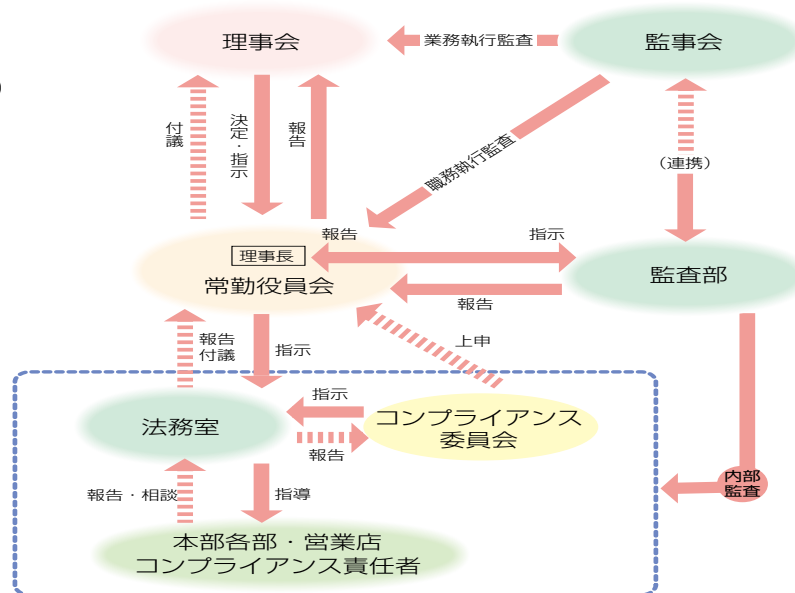 理事会
業務執行監査
監事会
付議
決定・指示
報告
職務執行監査
(連携)
報告
指示
理事長
常勤役員会
監査部
報告
報告
付議
指示
上申
指示
法務室
コンプライアンス
委員会
報告
内部
監査
報告・相談
指導
本部各部・営業店
コンプライアンス責任者